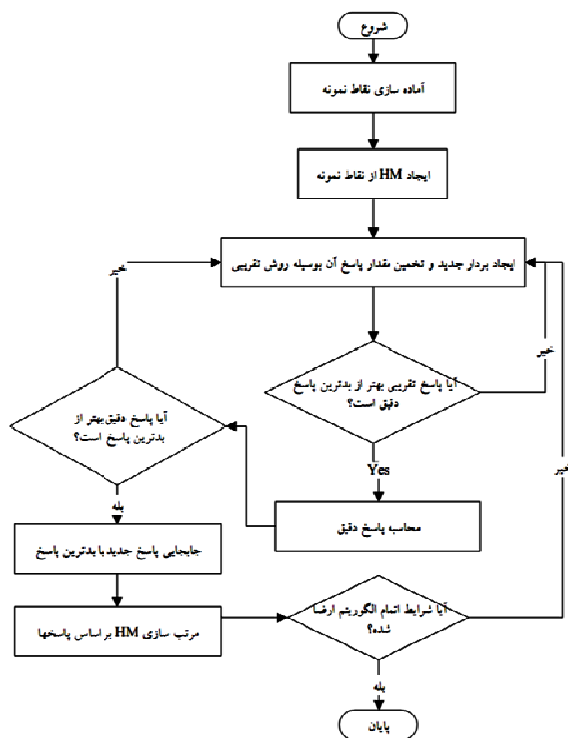 شروع
آماده سازی نقاط نمونه
ایجاد HM از نقاط نمونه
ایجاد بردار جدید و تخمین مقدار پاسخ آن بوسیله روش تقریبی
خیر
خیر
آیا پاسخ تقریبی بهتر از بدترین پاسخ
دقیق است؟
آیا پاسخ دقیق بهتر از
بدترین پاسخ است؟
Yes
خیر
بله
محاسبه پاسخ دقیق
جابجایی پاسخ جدید با بدترین پاسخ
آیا شرایط اتمام الگوریتم ارضا
شده؟
مرتب سازی HM بر اساس پاسخها
بله
پایان